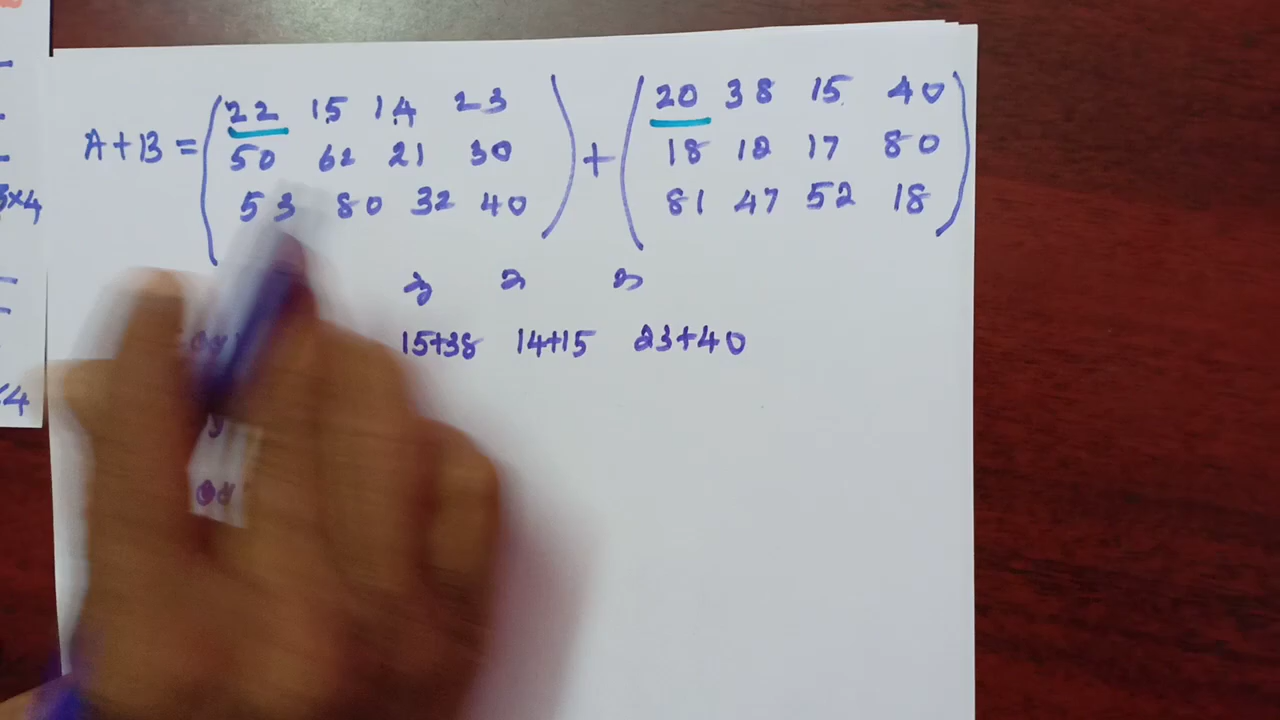 A+B = ( 22 15 14 23 ) + ( 20 38 15 40 )
50 62 21 30 18 12 17 80
53 80 32 40 81 47 52 18
15+38 14+15 23+40